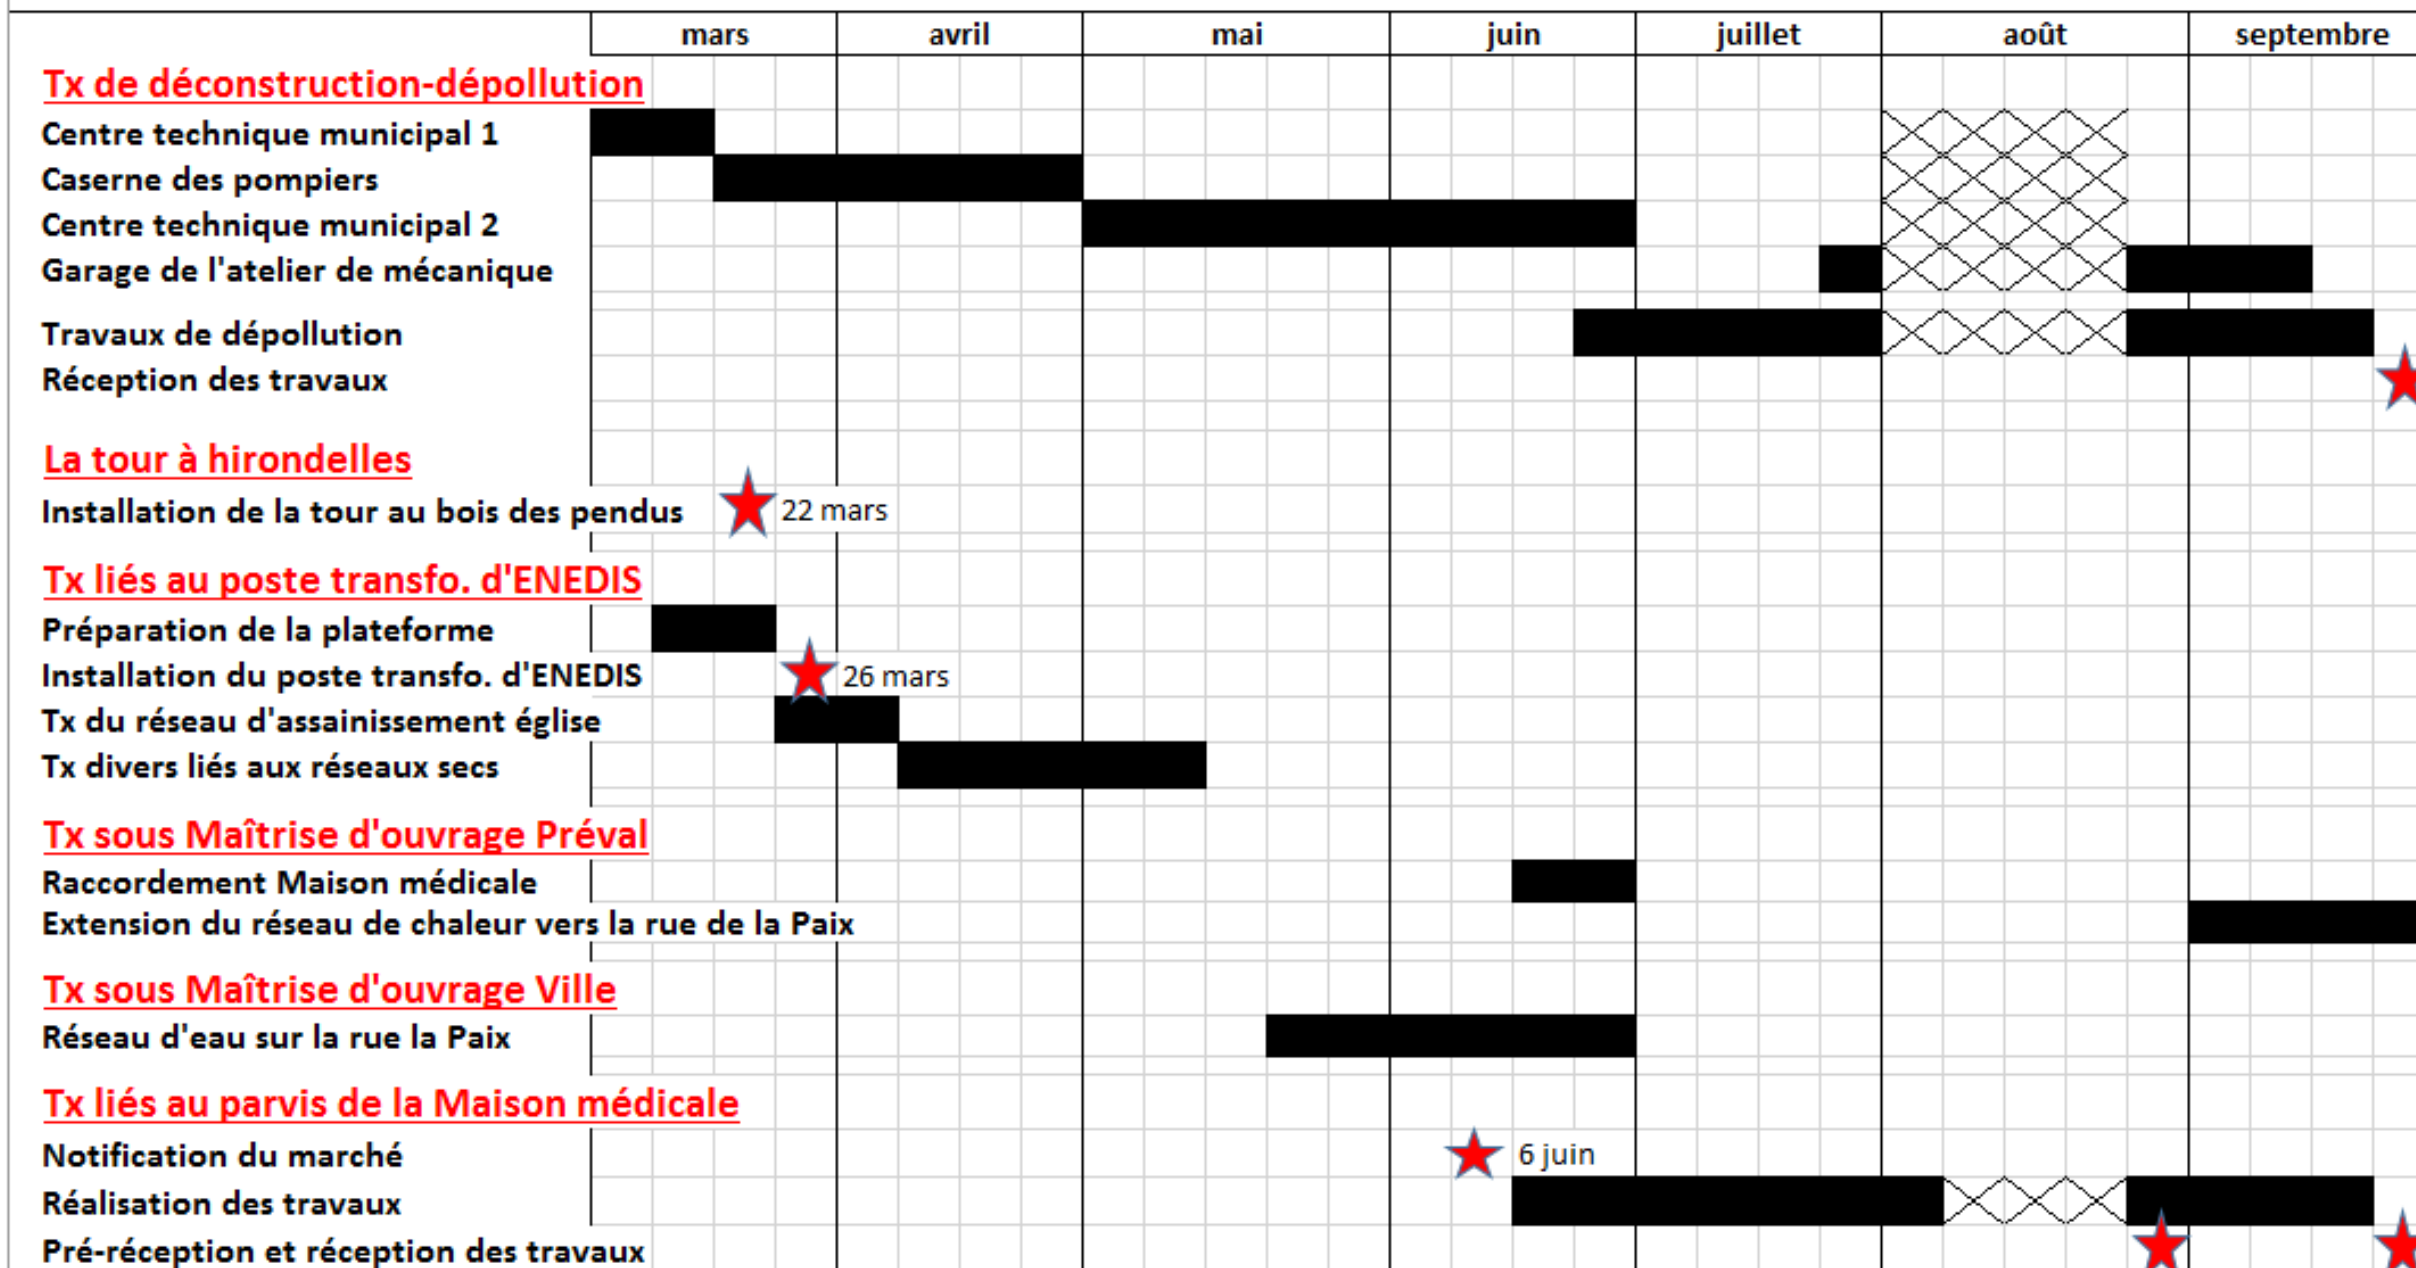 mars avril mai juin juillet août septembre
Tx de déconstruction-dépollution
Centre technique municipal 1
Caserne des pompiers
Centre technique municipal 2
Garage de l'atelier de mécanique
Travaux de dépollution
Réception des travaux
La tour à hirondelles
Installation de la tour au bois des pendus 22 mars
Tx liés au poste transfo. d'ENEDIS
Préparation de la plateforme
Installation du poste transfo. d'ENEDIS 26 mars
Tx du réseau d'assainissement église
Tx divers liés aux réseaux secs
Tx sous Maîtrise d'ouvrage Préval
Raccordement Maison médicale
Extension du réseau de chaleur vers la rue de la Paix
Tx sous Maîtrise d'ouvrage Ville
Réseau d'eau sur la rue la Paix
Tx liés au parvis de la Maison médicale
Notification du marché 6 juin
Réalisation des travaux
Pré-réception et réception des travaux